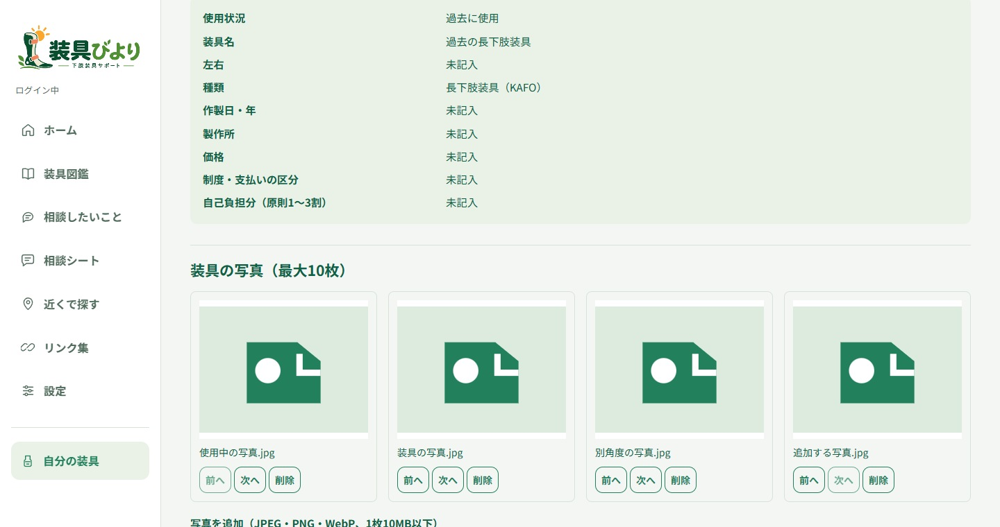 装具びより
下肢装具サポート
ログイン中
ホーム
装具図鑑
相談したいこと
相談シート
近くで探す
リンク集
設定
自分の装具
使用状況 過去に使用
装具名 過去の長下肢装具
左右 未記入
種類 長下肢装具（KAFO）
作製日・年 未記入
製作所 未記入
価格 未記入
制度・支払いの区分 未記入
自己負担分（原則1〜3割） 未記入
装具の写真（最大10枚）
使用中の写真.jpg
前へ 次へ 削除
装具の写真.jpg
前へ 次へ 削除
別角度の写真.jpg
前へ 次へ 削除
追加する写真.jpg
前へ 次へ 削除
写真を追加（JPEG・PNG・WebP、1枚10MB以下）